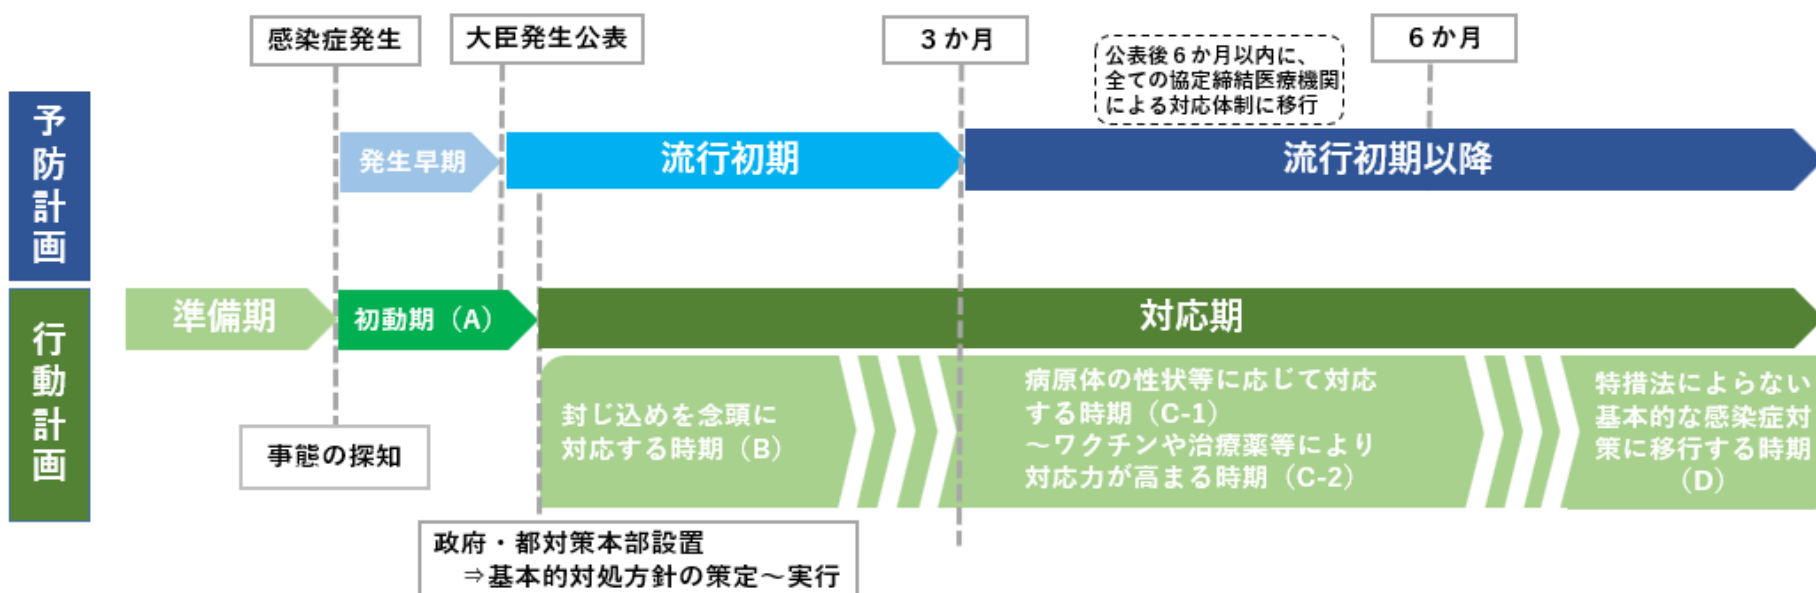 感染症発生
大臣発生公表
3か月
6か月
公表後6か月以内に、
全ての協定締結医療機関
による対応体制に移行
予防計画
発生早期
流行初期
流行初期以降
行動計画
準備期
初動期（A）
対応期
封じ込めを念頭に
対応する時期（B）
病原体の性状等に応じて対応
する時期（C-1）
～ワクチンや治療薬等により
対応力が高まる時期（C-2）
特措法によらない
基本的な感染症対
策に移行する時期
（D）
事態の探知
政府・都対策本部設置
⇒基本的対処方針の策定～実行